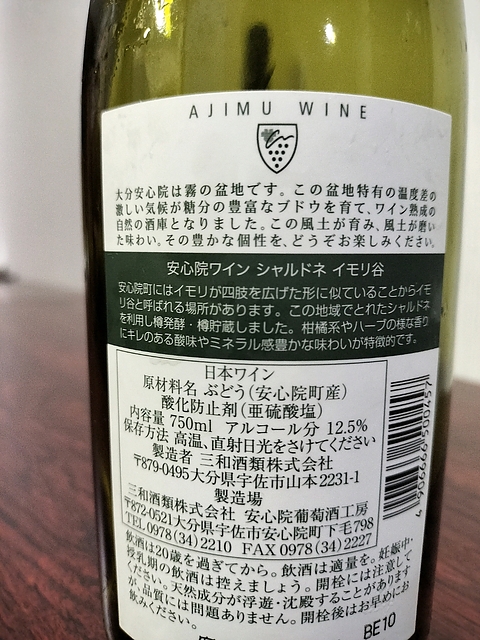 AJIMU WINE
大分安心院は霧の盆地です。この盆地特有の温度差の
激しい気候が糖分の豊富なブドウを育て、ワイン熟成の
自然の酒庫となりました。この風土が育み、風土が磨い
た味わい。その豊かな個性を、どうぞお楽しみください。
安心院ワイン シャルドネ イモリ谷
安心院町にはイモリが四肢を広げた形に似ていることからイモ
リ谷と呼ばれる場所があります。この地域でとれたシャルドネ
を利用し樽発酵・樽貯蔵しました。柑橘系やハーブの様な香り
にキレのある酸味やミネラル感豊かな味わいが特徴的です。
日本ワイン
原材料名 ぶどう(安心院町産)
酸化防止剤(亜硫酸塩)
内容量 750ml アルコール分 12.5%
保存方法 高温、直射日光をさけてください
製造者 三和酒類株式会社
〒879-0495大分県宇佐市山本2231-1
製造場
三和酒類株式会社 安心院葡萄酒工房
〒872-0521大分県宇佐市安心院町下毛798
TEL 0978(34)2210 FAX 0978(34)2227
飲酒は20歳を過ぎてから。飲酒は適量を。妊娠中・
授乳期の飲酒は控えましょう。開栓には注意して
ください。天然成分が浮遊・沈殿することがあります
が、品質には問題ありません。開栓後はお早めにお
飲みください。
BE10